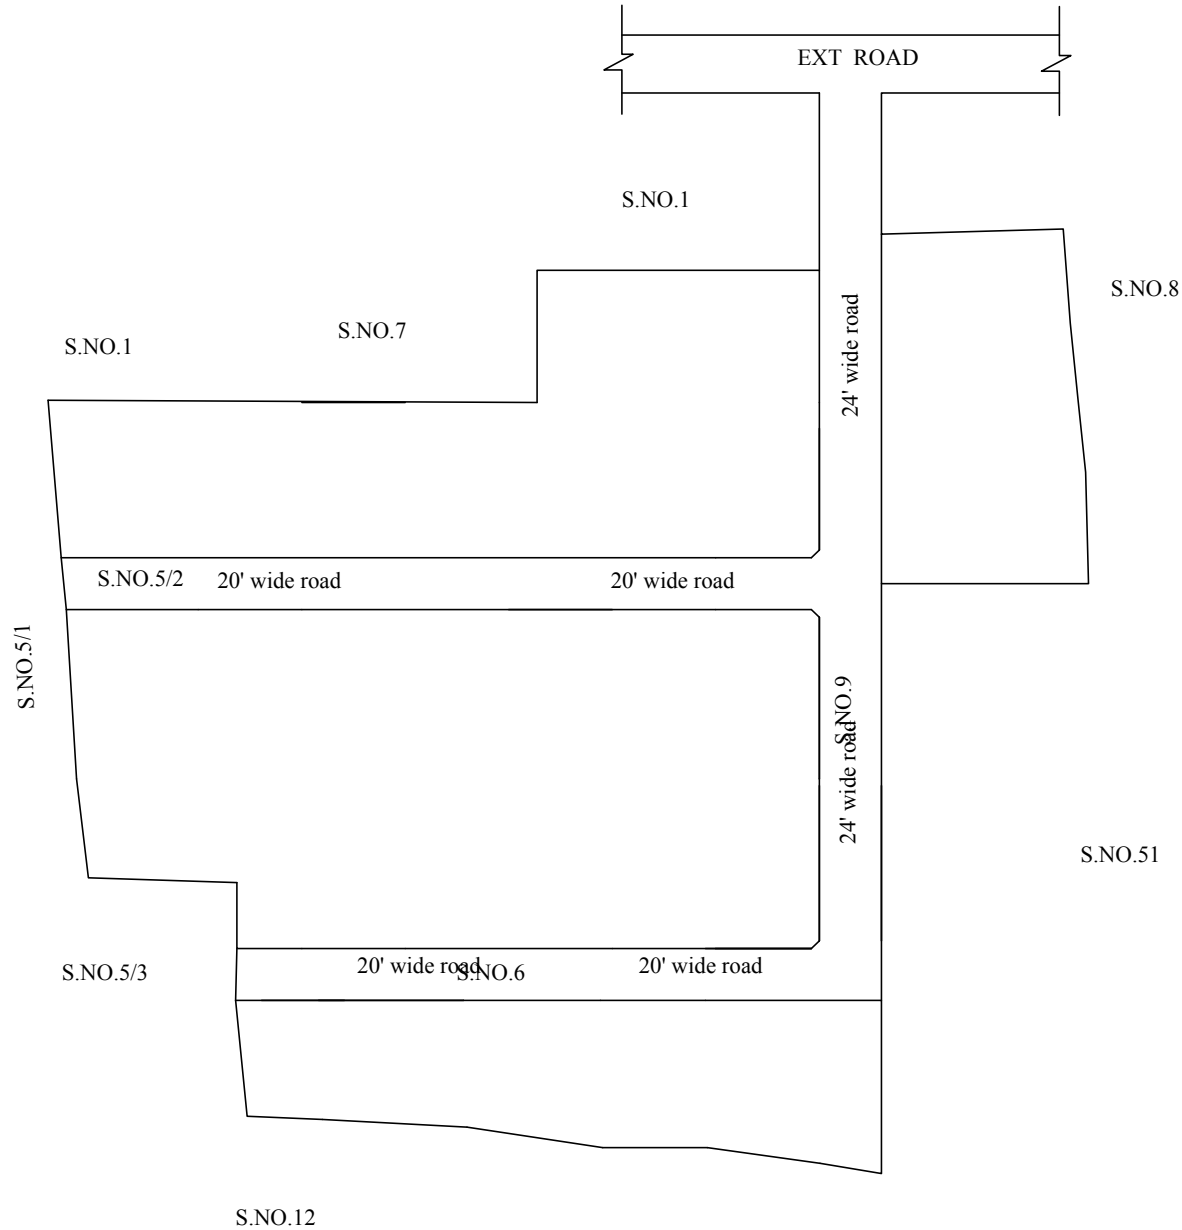 EXT ROAD
S.NO.1
S.NO.8
24' wide road
S.NO.7
S.NO.1
S.NO.5/2
20' wide road
20' wide road
S.NO.5/1
S.NO.9
24' wide road
S.NO.51
20' wide road
S.NO.6
20' wide road
S.NO.5/3
S.NO.12